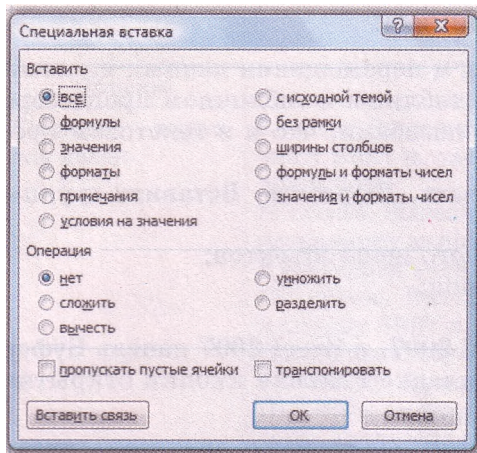 Специальная вставка
Вставить
все
с исходной темой
формулы
без рамки
значения
ширины столбцов
форматы
формулы и форматы чисел
примечания
значения и форматы чисел
условия на значения
Операция
нет
умножить
сложить
разделить
вычесть
пропускать пустые ячейки
транспонировать
Вставить связь
ОК
Отмена